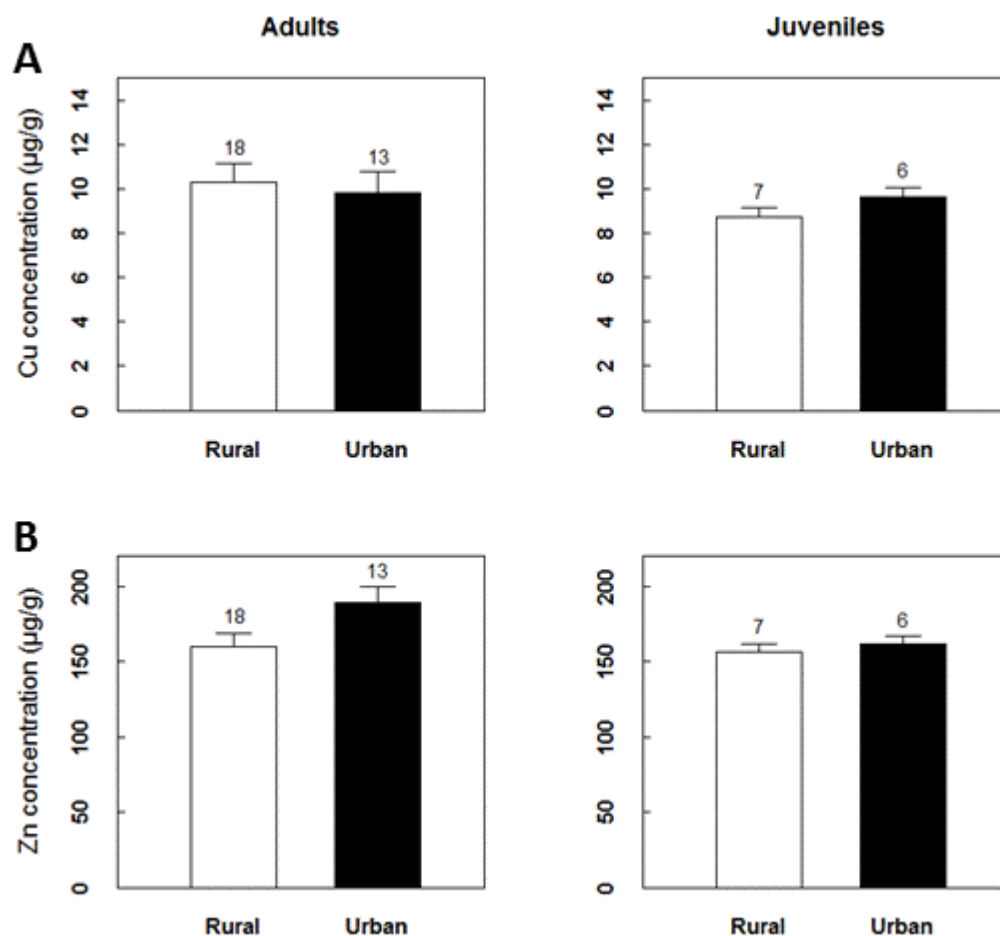 Adults
Juveniles
A
Cu concentration (µg/g)
14
12
10
8
6
4
2
0
18
13
Rural
Urban
14
12
10
8
6
4
2
0
7
6
Rural
Urban
B
Zn concentration (µg/g)
200
150
100
50
0
18
13
Rural
Urban
200
150
100
50
0
7
6
Rural
Urban